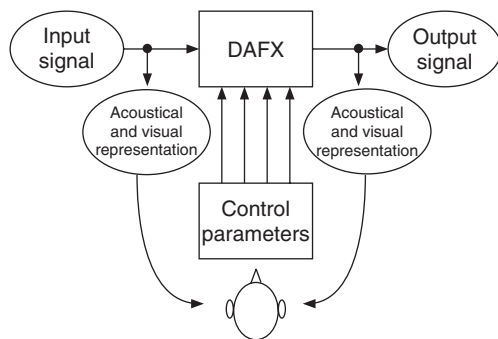 Input
signal
DAFX
Output
signal
Acoustical
and visual
representation
Acoustical
and visual
representation
Control
parameters